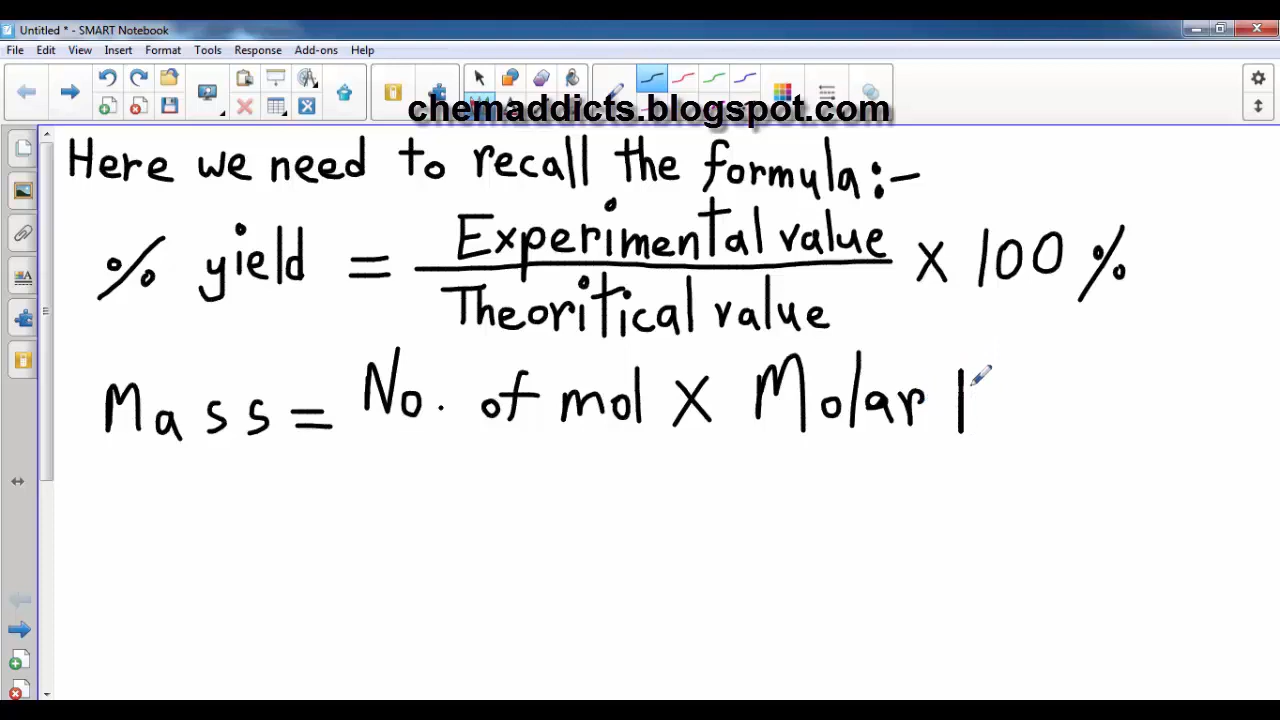 Untitled * - SMART Notebook
File Edit View Insert Format Tools Response Add-ons Help
chemaddicts.blogspot.com
Here we need to recall the formula:-
% yield = Experimental value / Theoritical value x 100 %
Mass = No. of mol X Molar